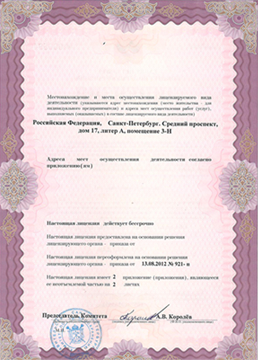 Местонахождение и места осуществления лицензируемого вида
деятельности (указываются адрес местонахождения (место жительства - для
индивидуального предпринимателя) и адреса мест осуществления работ (услуг),
выполняемых (оказываемых) в составе лицензируемого вида деятельности)
Российская Федерация, Санкт-Петербург. Средний проспект,
дом 17, литер А, помещение 3-Н
Адреса мест осуществления деятельности согласно
приложению(ям)
Настоящая лицензия действует бессрочно
Настоящая лицензия предоставлена на основании решения
лицензирующего органа - приказа от
Настоящая лицензия переоформлена на основании решения
лицензирующего органа - приказа от 13.08.2012 № 921-л
Настоящая лицензия имеет 2 приложение (приложения), являющееся
ее неотъемлемой частью на 2 листах
Председатель Комитета А.В. Королёв